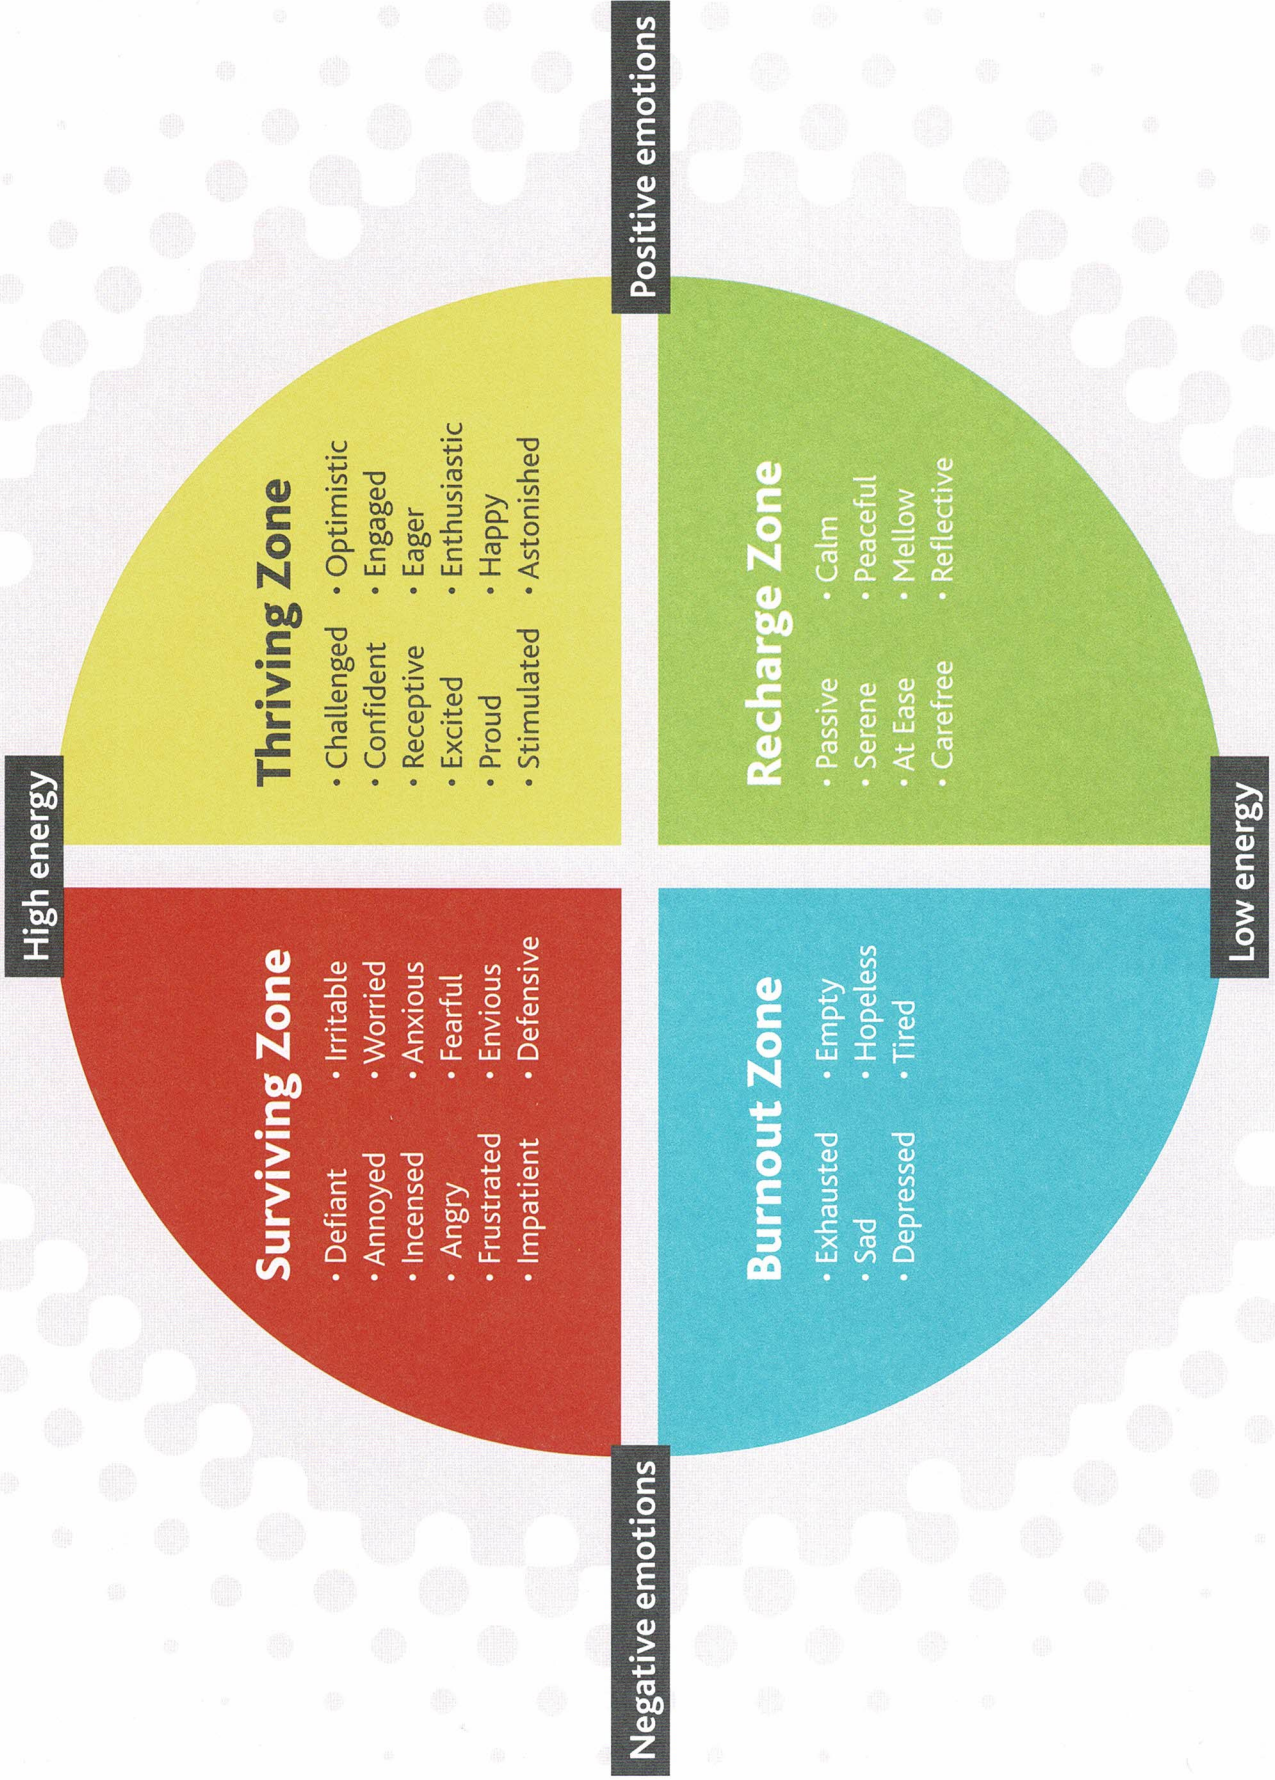 High energy
Negative emotions
Positive emotions
Low energy
Surviving Zone
• Defiant • Irritable
• Annoyed • Worried
• Incensed • Anxious
• Angry • Fearful
• Frustrated • Envious
• Impatient • Defensive
Thriving Zone
• Challenged • Optimistic
• Confident • Engaged
• Receptive • Eager
• Excited • Enthusiastic
• Proud • Happy
• Stimulated • Astonished
Burnout Zone
• Exhausted • Empty
• Sad • Hopeless
• Depressed • Tired
Recharge Zone
• Passive • Calm
• Serene • Peaceful
• At Ease • Mellow
• Carefree • Reflective